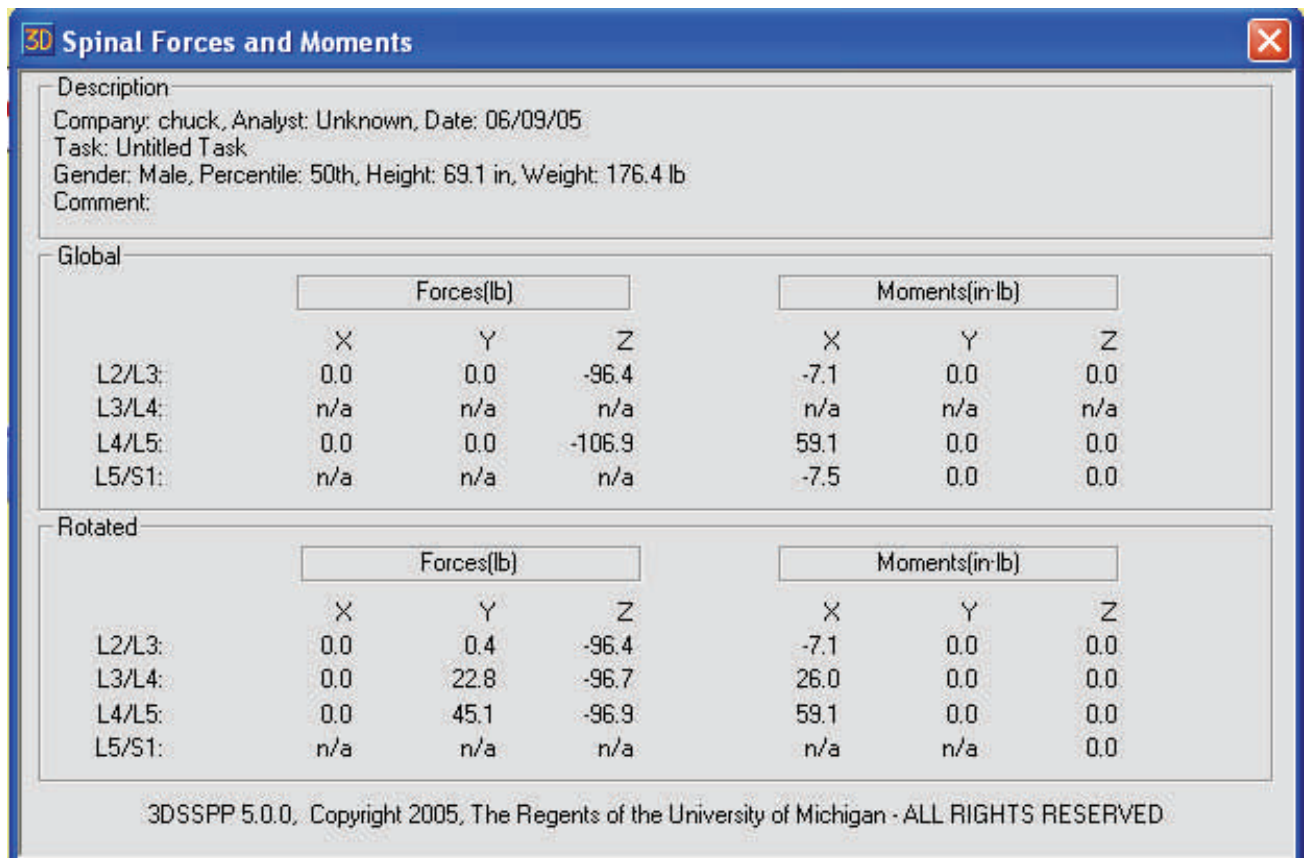 3D Spinal Forces and Moments
Description
Company: chuck, Analyst: Unknown, Date: 06/09/05
Task: Untitled Task
Gender: Male, Percentile: 50th, Height: 69.1 in, Weight: 176.4 lb
Comment:
Global
Forces(lb) Moments(in·lb)
X Y Z X Y Z
L2/L3: 0.0 0.0 -96.4 -7.1 0.0 0.0
L3/L4: n/a n/a n/a n/a n/a n/a
L4/L5: 0.0 0.0 -106.9 59.1 0.0 0.0
L5/S1: n/a n/a n/a -7.5 0.0 0.0
Rotated
Forces(lb) Moments(in·lb)
X Y Z X Y Z
L2/L3: 0.0 0.4 -96.4 -7.1 0.0 0.0
L3/L4: 0.0 22.8 -96.7 26.0 0.0 0.0
L4/L5: 0.0 45.1 -96.9 59.1 0.0 0.0
L5/S1: n/a n/a n/a n/a n/a 0.0
3DSSPP 5.0.0, Copyright 2005, The Regents of the University of Michigan - ALL RIGHTS RESERVED